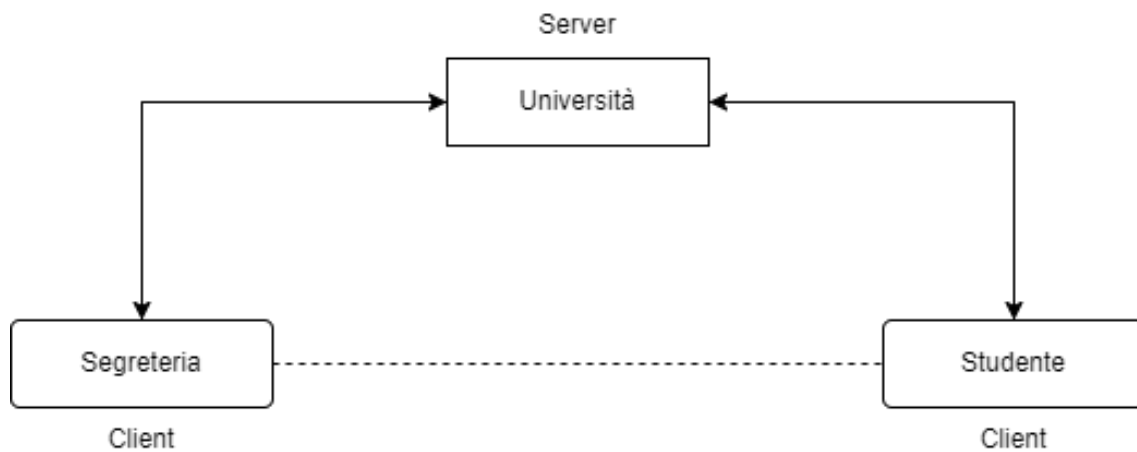 Server
Università
Segreteria
Studente
Client
Client